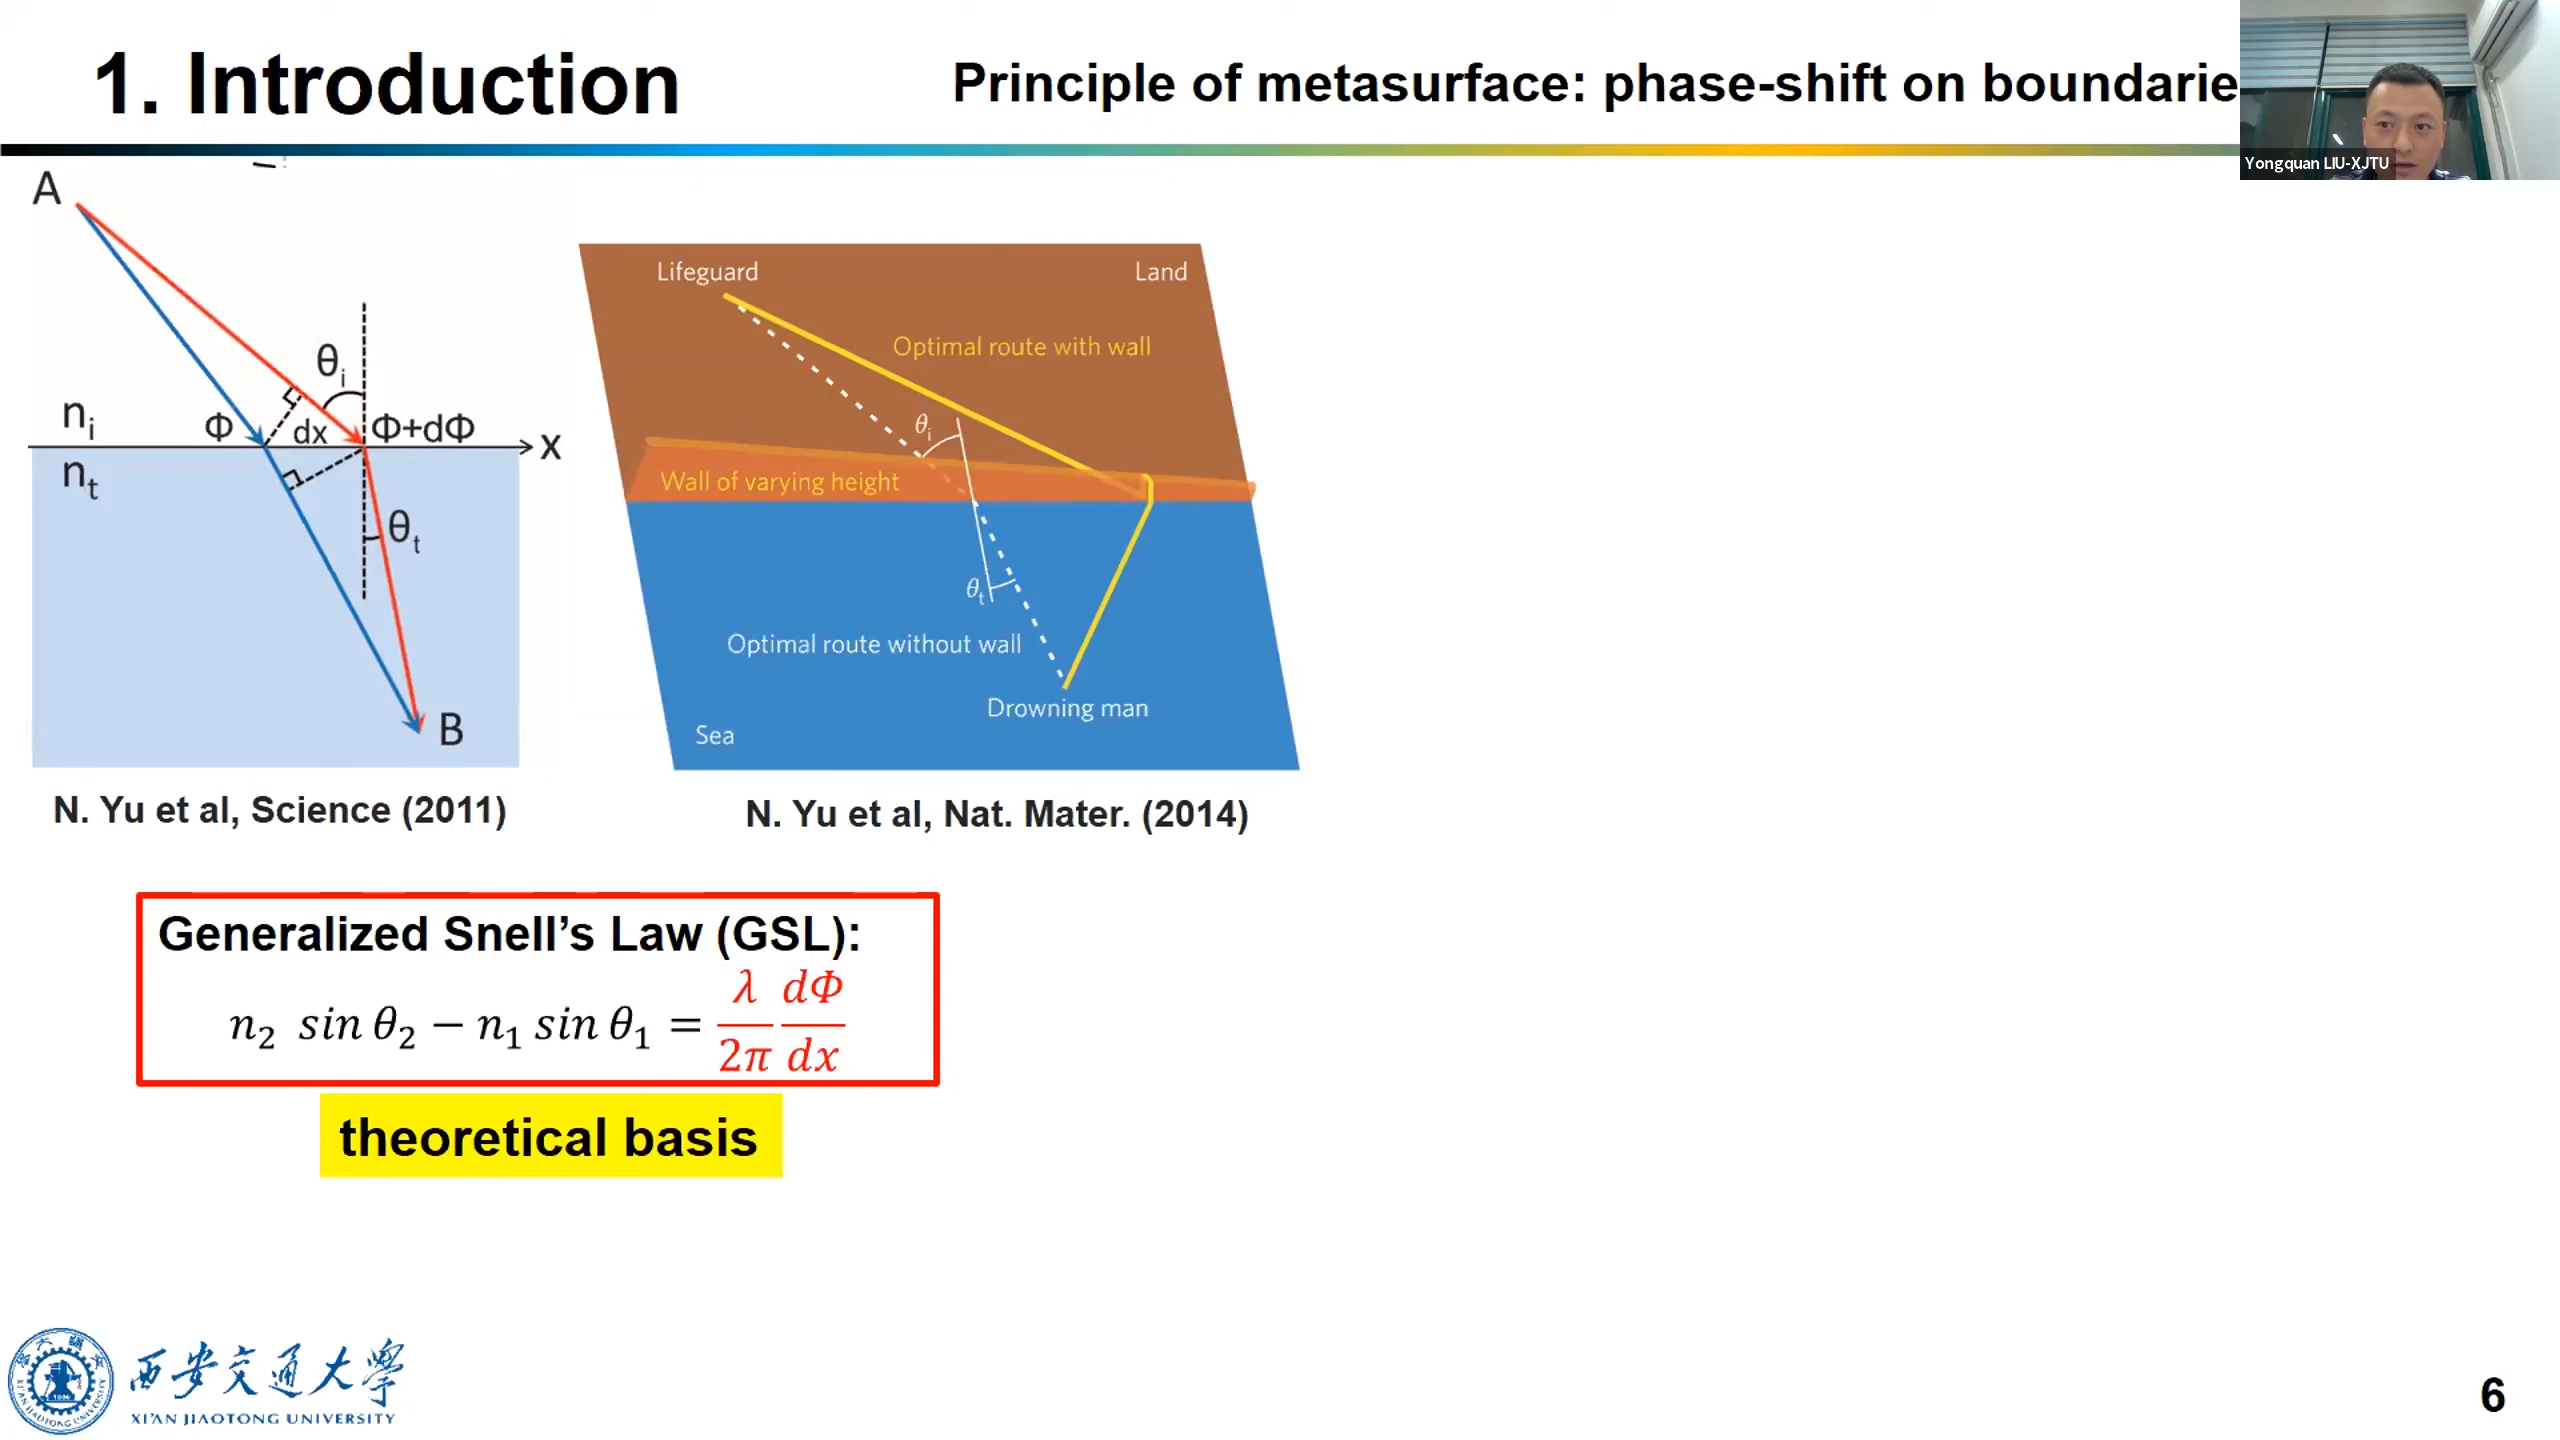 1. Introduction
Principle of metasurface: phase-shift on boundarie
Yongquan LIU-XJTU
A
θi
ni
Φ
dx
Φ+dΦ
x
nt
θt
B
N. Yu et al, Science (2011)
Lifeguard
Land
Optimal route with wall
θi
Wall of varying height
θt
Optimal route without wall
Drowning man
Sea
N. Yu et al, Nat. Mater. (2014)
Generalized Snell’s Law (GSL):
n₂ sin θ₂ − n₁ sin θ₁ = λ/2π dΦ/dx
theoretical basis
西安交通大學
XI'AN JIAOTONG UNIVERSITY
6